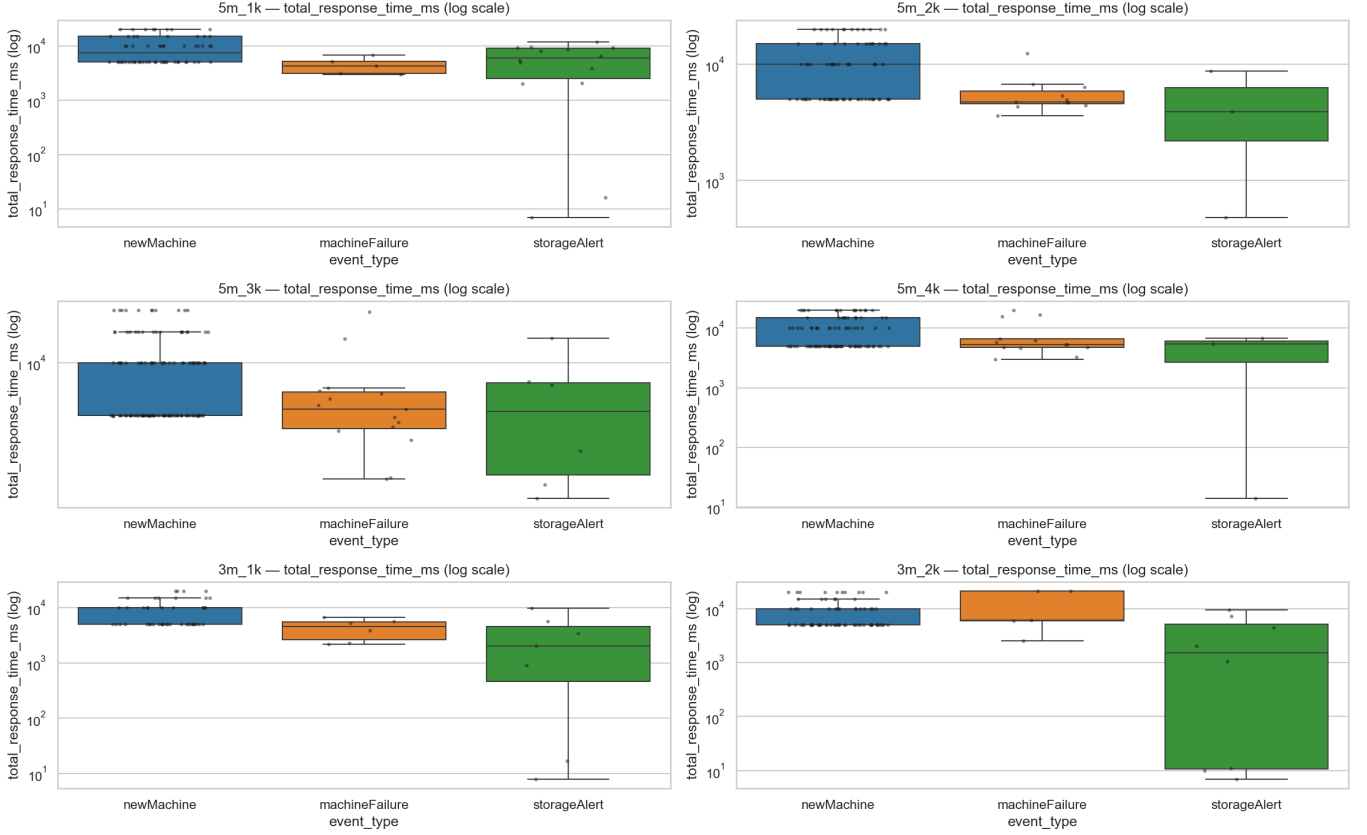 5m_1k — total_response_time_ms (log scale)
total_response_time_ms (log)
10^4
10^3
10^2
10^1
newMachine machineFailure storageAlert
event_type
5m_2k — total_response_time_ms (log scale)
total_response_time_ms (log)
10^4
10^3
newMachine machineFailure storageAlert
event_type
5m_3k — total_response_time_ms (log scale)
total_response_time_ms (log)
10^4
newMachine machineFailure storageAlert
event_type
5m_4k — total_response_time_ms (log scale)
total_response_time_ms (log)
10^4
10^3
10^2
10^1
newMachine machineFailure storageAlert
event_type
3m_1k — total_response_time_ms (log scale)
total_response_time_ms (log)
10^4
10^3
10^2
10^1
newMachine machineFailure storageAlert
event_type
3m_2k — total_response_time_ms (log scale)
total_response_time_ms (log)
10^4
10^3
10^2
10^1
newMachine machineFailure storageAlert
event_type